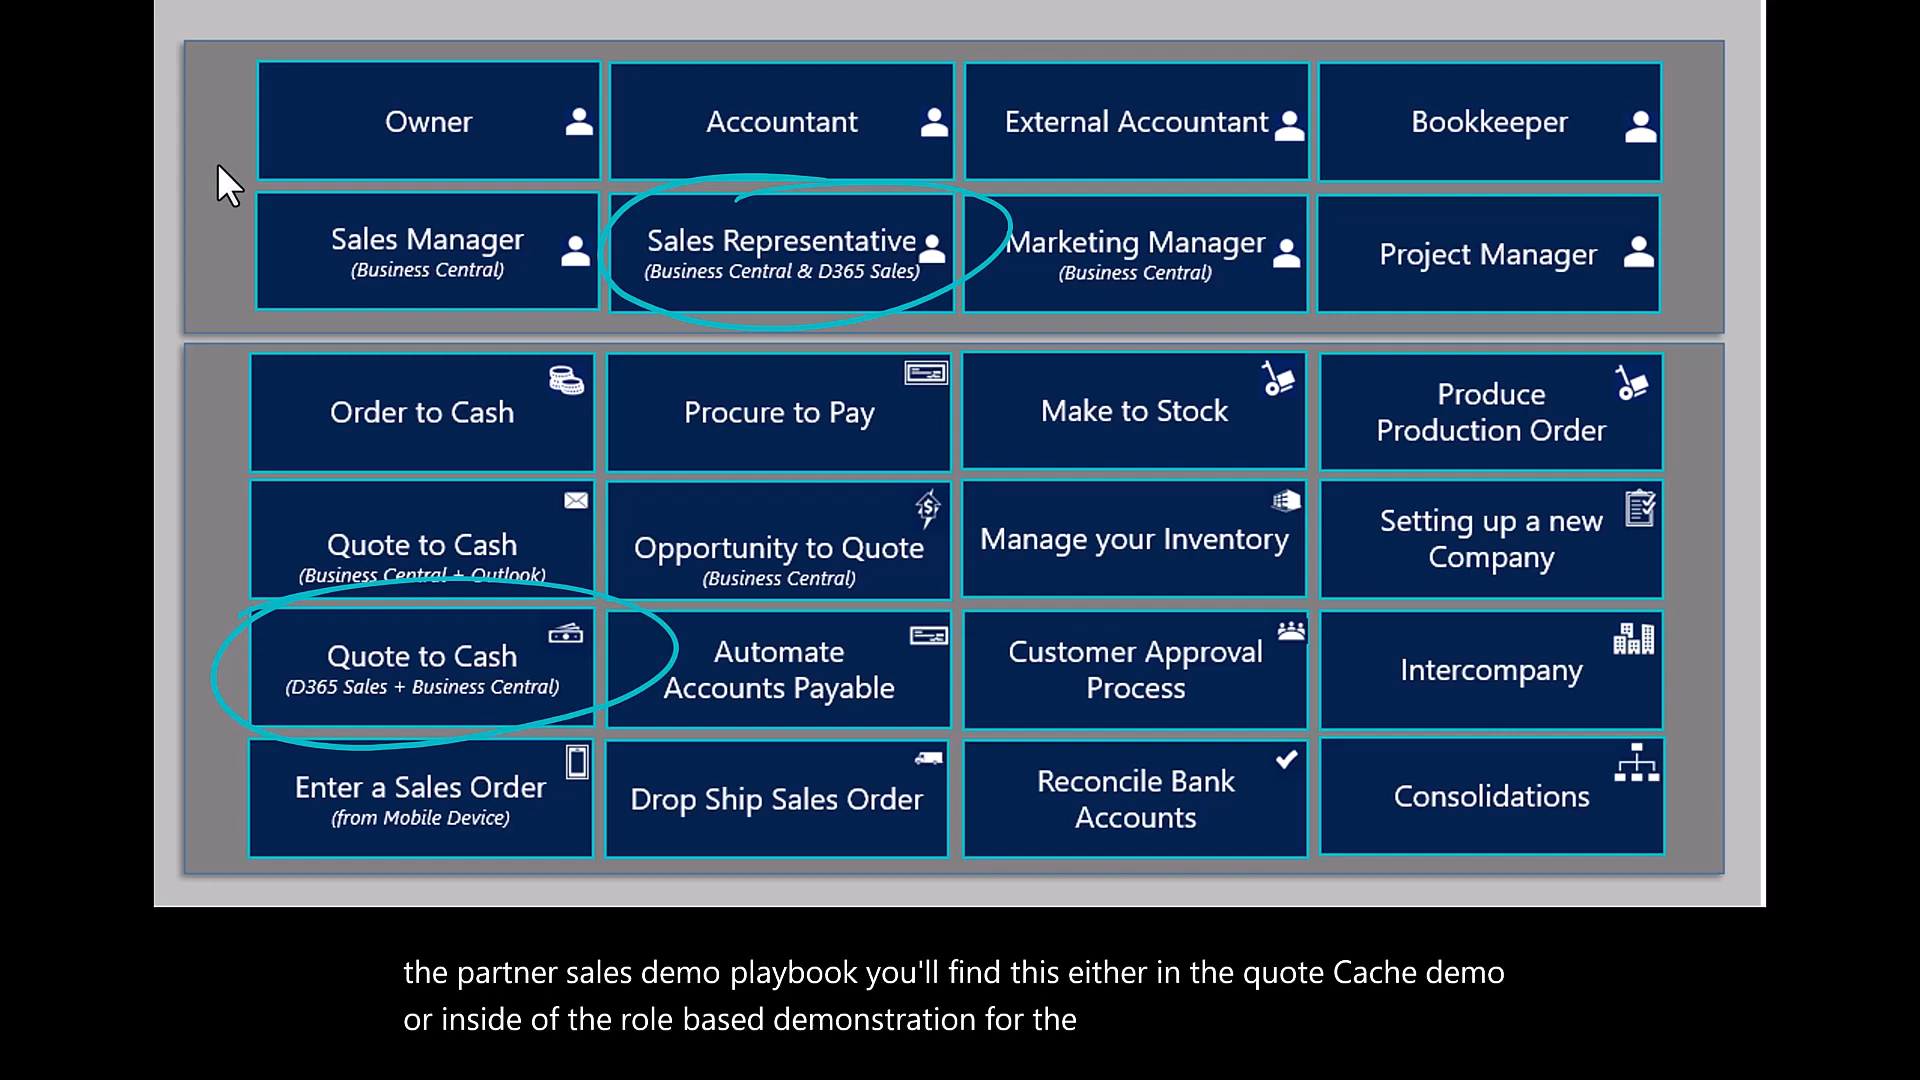 Owner
Accountant
External Accountant
Bookkeeper
Sales Manager
(Business Central)
Sales Representative
(Business Central & D365 Sales)
Marketing Manager
(Business Central)
Project Manager
Order to Cash
Procure to Pay
Make to Stock
Produce
Production Order
Quote to Cash
(Business Central + Outlook)
Opportunity to Quote
(Business Central)
Manage your Inventory
Setting up a new
Company
Quote to Cash
(D365 Sales + Business Central)
Automate
Accounts Payable
Customer Approval
Process
Intercompany
Enter a Sales Order
(from Mobile Device)
Drop Ship Sales Order
Reconcile Bank
Accounts
Consolidations
the partner sales demo playbook you'll find this either in the quote Cache demo
or inside of the role based demonstration for the